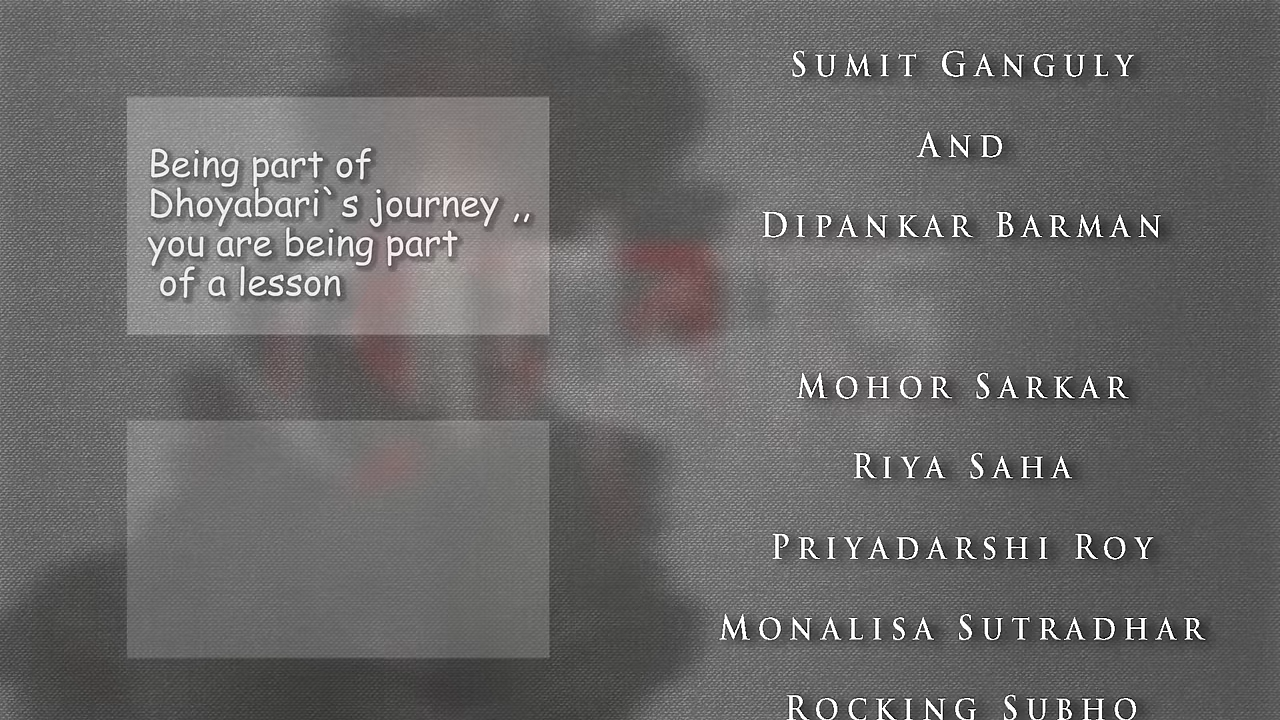 Being part of
Dhoyabari`s journey ,,
you are being part
of a lesson
SUMIT GANGULY
AND
DIPANKAR BARMAN
MOHOR SARKAR
RIYA SAHA
PRIYADARSHI ROY
MONALISA SUTRADHAR
ROCKING SUBHO